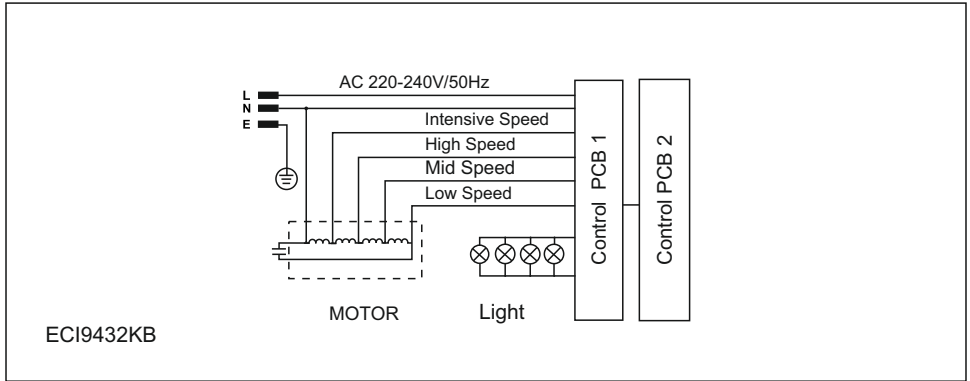 AC 220-240V/50Hz
L
N
E
Intensive Speed
High Speed
Mid Speed
Low Speed
Control PCB 1
Control PCB 2
MOTOR
Light
ECI9432KB